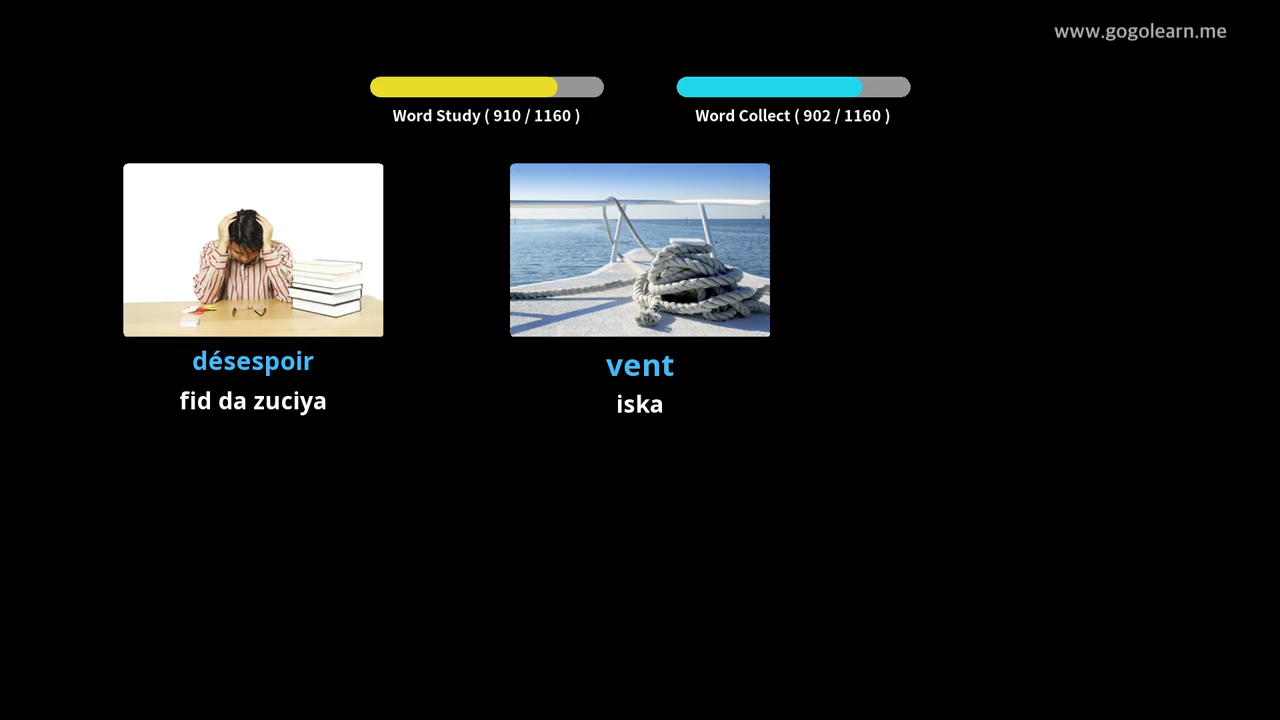 www.gogolearn.me
Word Study ( 910 / 1160 )
Word Collect ( 902 / 1160 )
désespoir
fid da zuciya
vent
iska